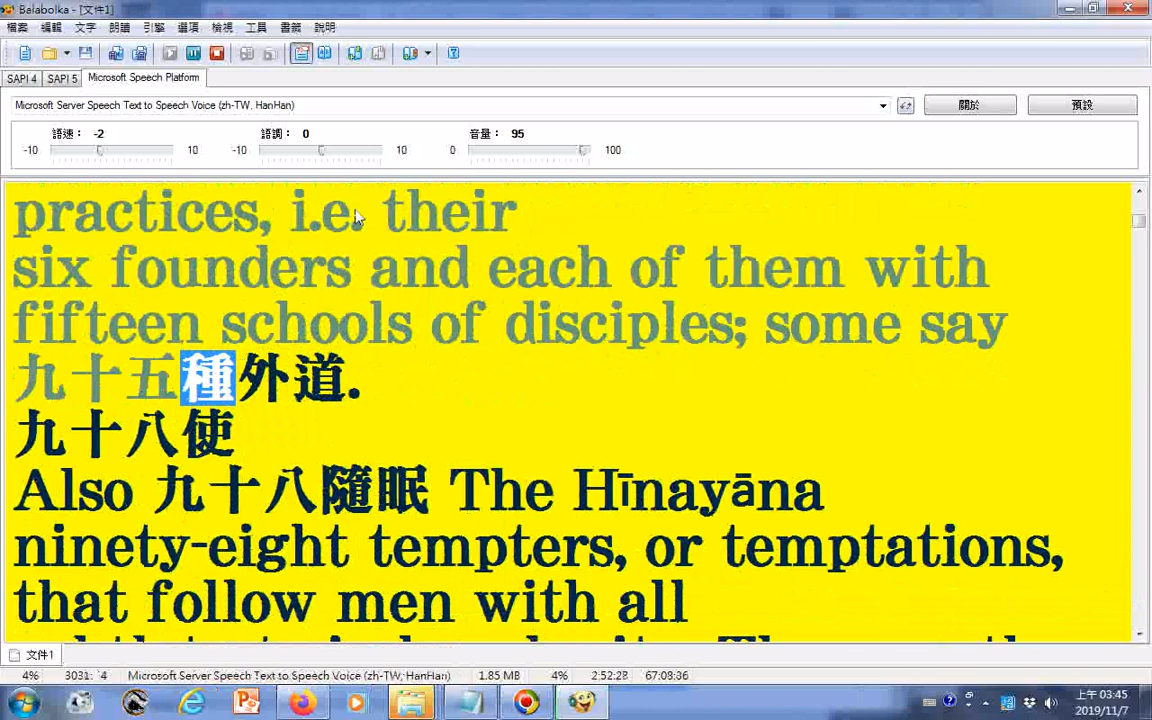 Balabolka - [文件1]
檔案 編輯 文字 朗讀 引擎 選項 檢視 工具 書籤 說明
SAPI 4 SAPI 5 Microsoft Speech Platform
Microsoft Server Speech Text to Speech Voice (zh-TW, HanHan) 關於 預設
語速： -2 語調： 0 音量： 95
-10 10 -10 10 0 100
practices, i.e. their
six founders and each of them with
fifteen schools of disciples; some say
九十五種外道.
九十八使
Also 九十八隨眠 The Hīnayāna
ninety-eight tempters, or temptations,
that follow men with all
文件1
4% Microsoft Server Speech Text to Speech Voice (zh-TW, HanHan) 1.85 MB 4% 2:52:28 67:08:36
上午 03:45
2019/11/7